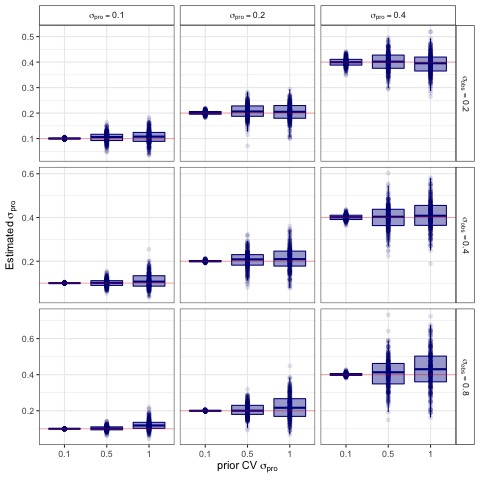 σpro = 0.1
σpro = 0.2
σpro = 0.4
0.5
0.4
0.3
0.2
0.1
σobs = 0.2
0.6
0.4
0.2
σobs = 0.4
Estimated σpro
0.6
0.4
0.2
σobs = 0.8
0.1 0.5 1
0.1 0.5 1
0.1 0.5 1
prior CV σpro